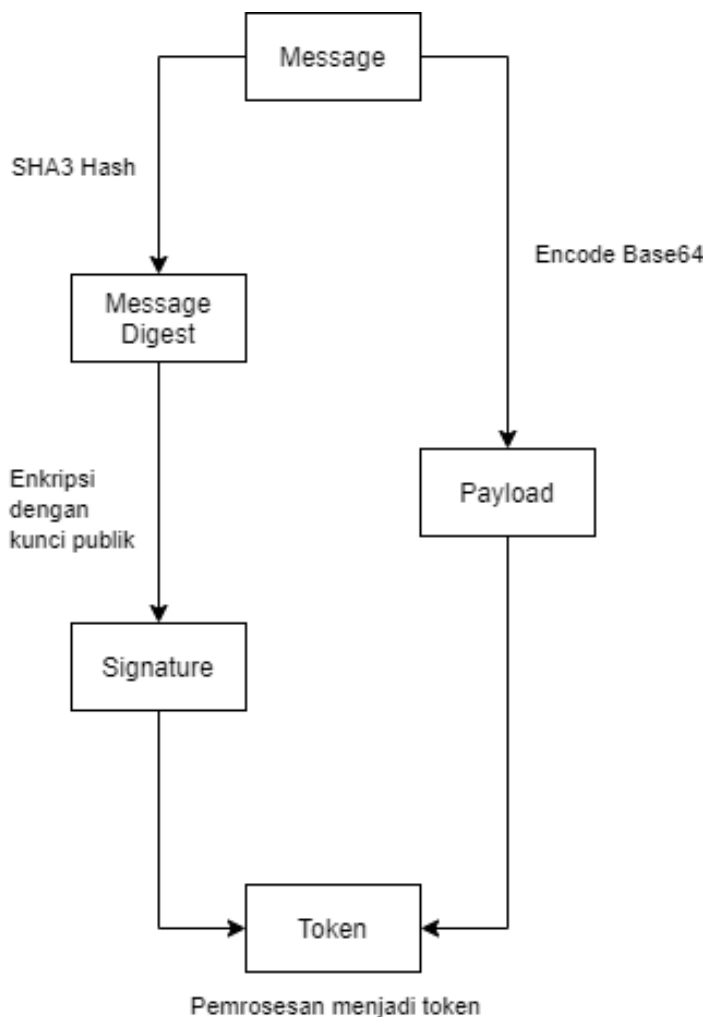 Message
SHA3 Hash
Encode Base64
Message
Digest
Enkripsi
dengan
kunci publik
Payload
Signature
Token
Pemrosesan menjadi token